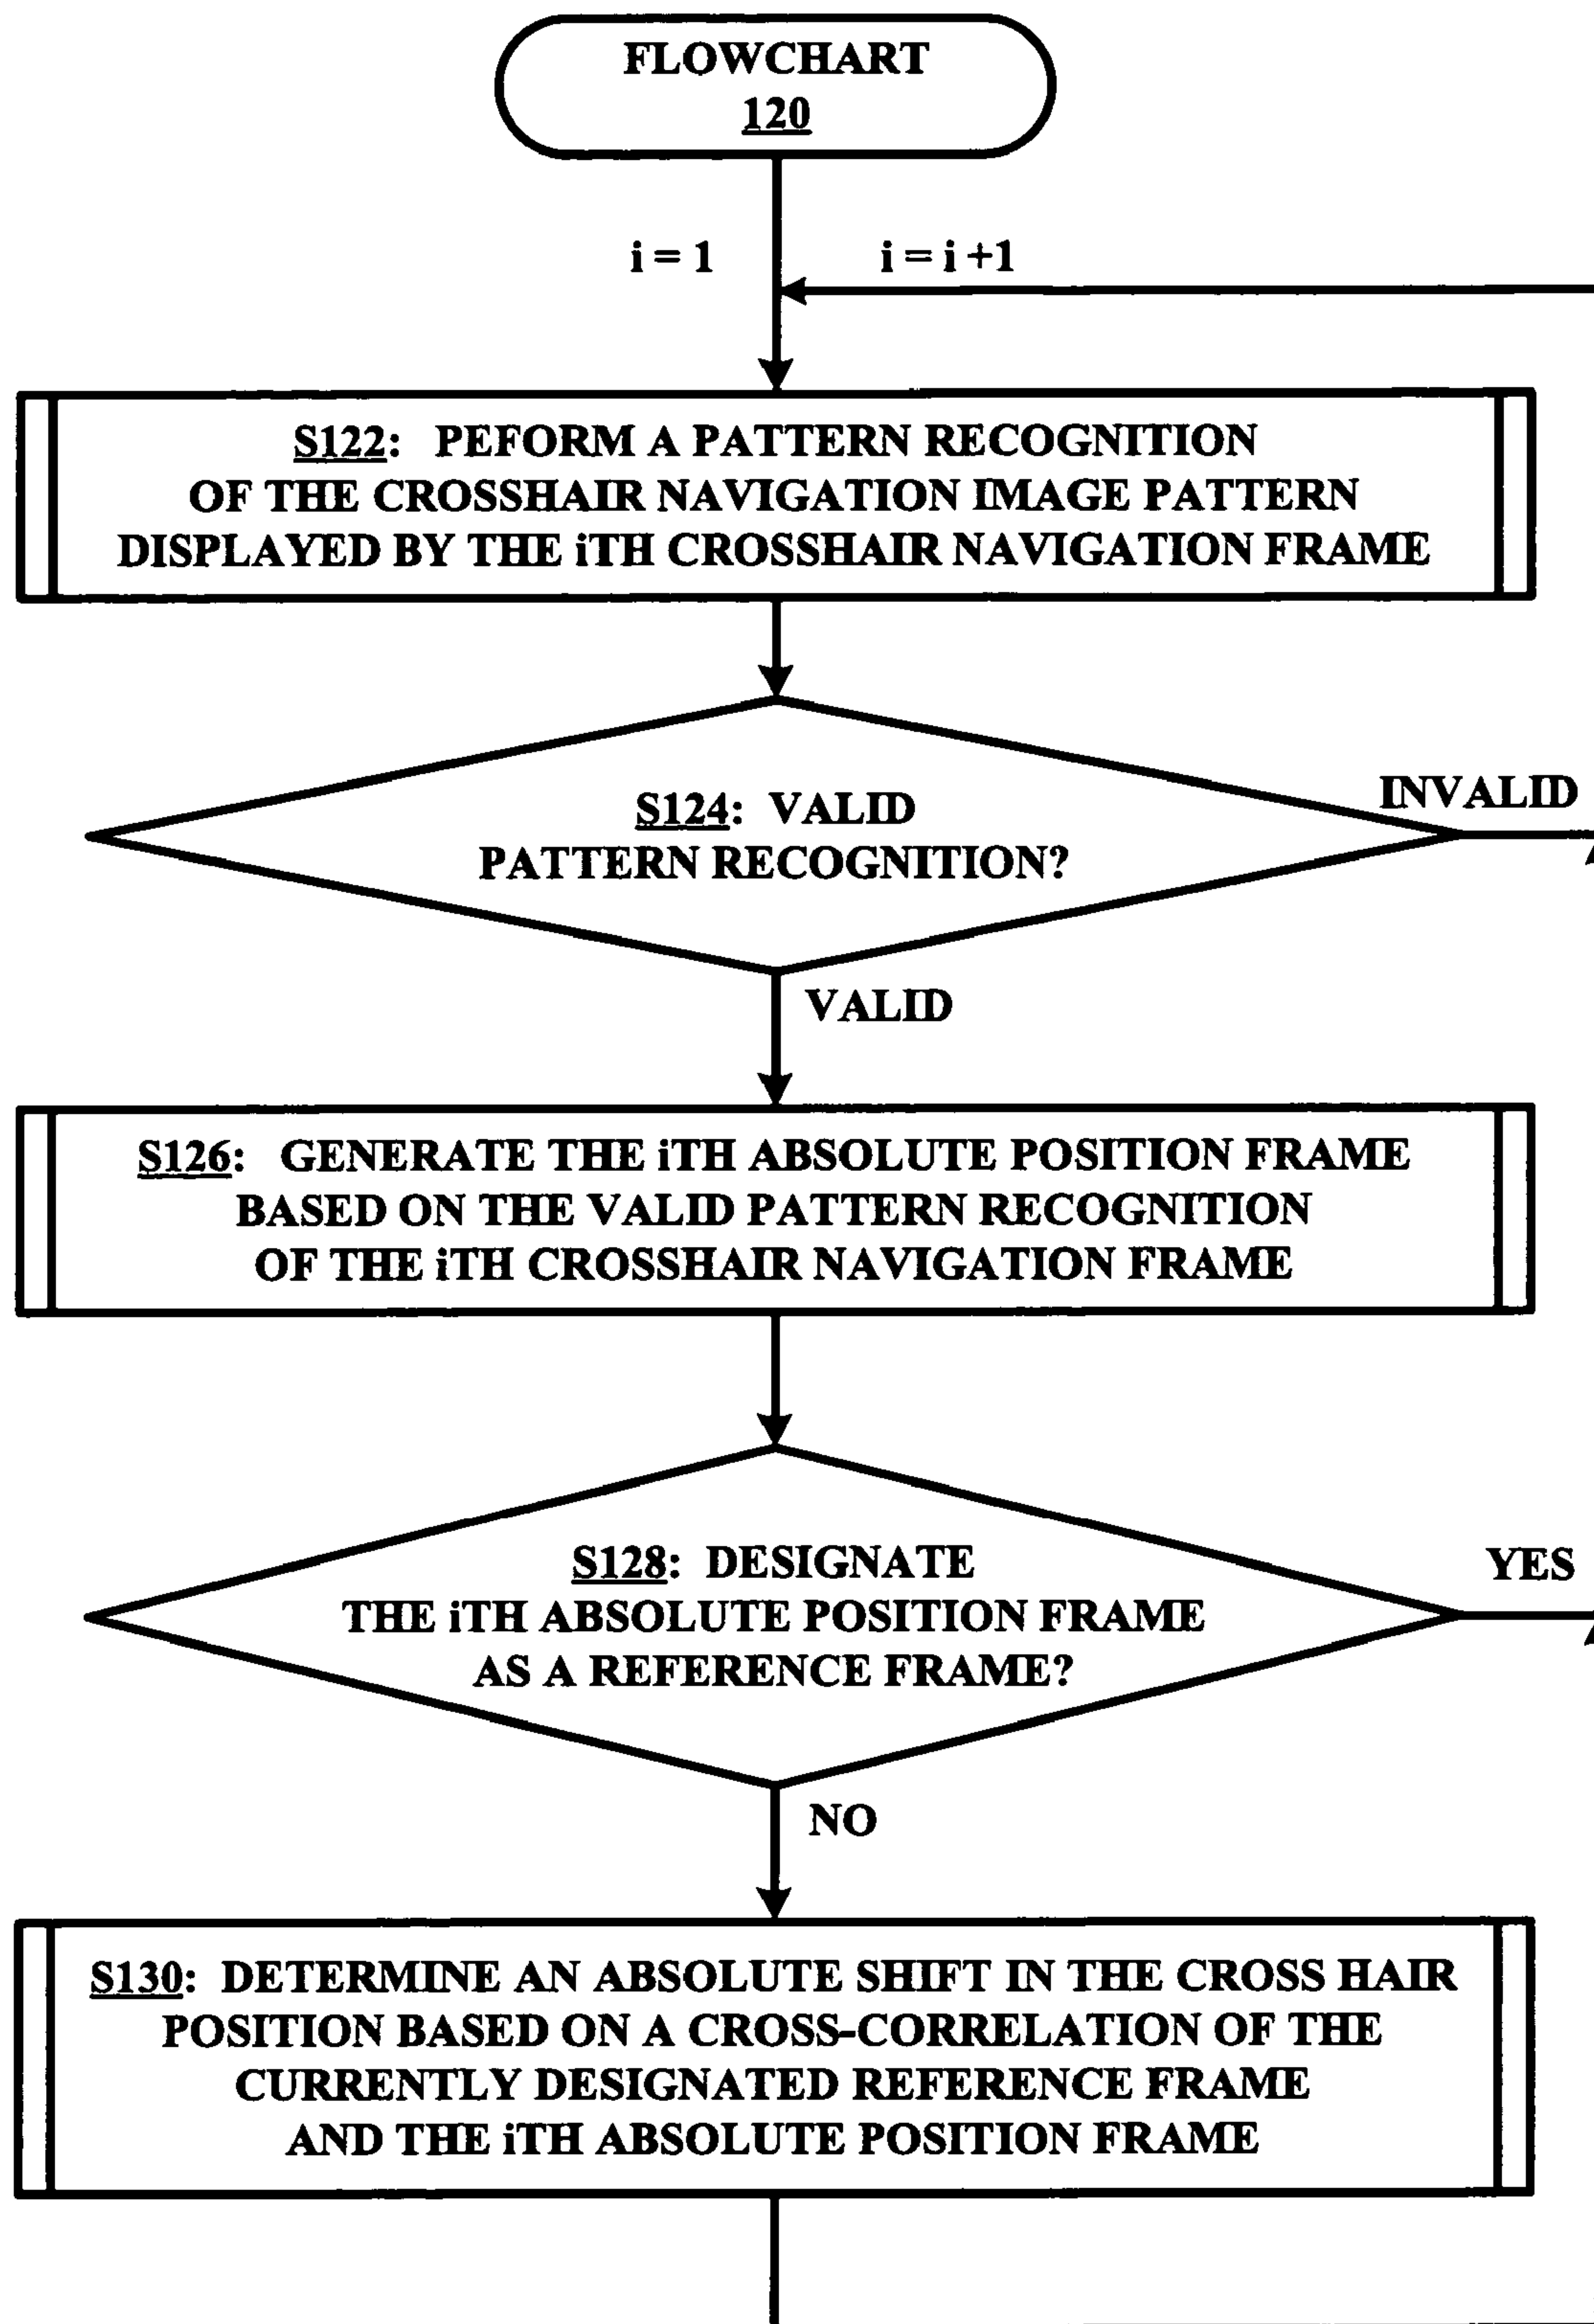 FLOWCHART
120
i = 1
i = i +1
S122: PEFORM A PATTERN RECOGNITION
OF THE CROSSHAIR NAVIGATION IMAGE PATTERN
DISPLAYED BY THE iTH CROSSHAIR NAVIGATION FRAME
S124: VALID
PATTERN RECOGNITION?
INVALID
VALID
S126: GENERATE THE iTH ABSOLUTE POSITION FRAME
BASED ON THE VALID PATTERN RECOGNITION
OF THE iTH CROSSHAIR NAVIGATION FRAME
S128: DESIGNATE
THE iTH ABSOLUTE POSITION FRAME
AS A REFERENCE FRAME?
YES
NO
S130: DETERMINE AN ABSOLUTE SHIFT IN THE CROSS HAIR
POSITION BASED ON A CROSS-CORRELATION OF THE
CURRENTLY DESIGNATED REFERENCE FRAME
AND THE iTH ABSOLUTE POSITION FRAME